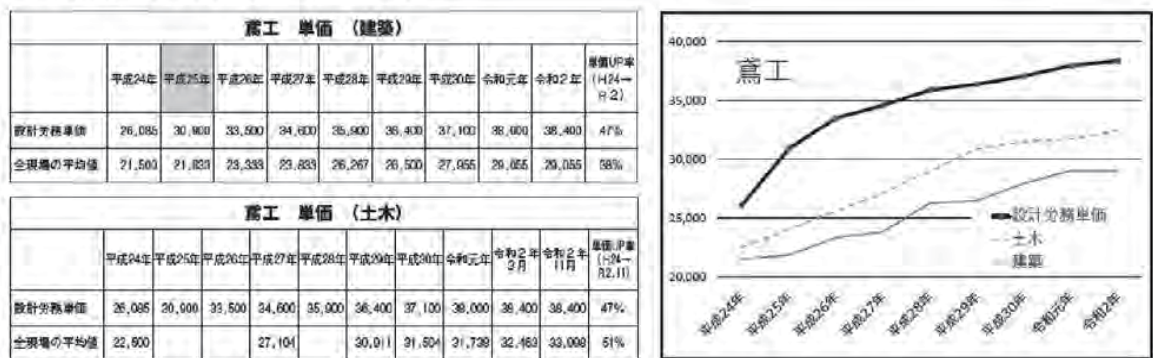 鳶工 単価 （建築）
平成24年 平成25年 平成26年 平成27年 平成28年 平成29年 平成30年 令和元年 令和2年 単価UP率 (H24→R2)
設計労務単価 26,085 30,900 33,500 34,600 35,900 36,400 37,100 38,000 38,400 47%
全現場の平均値 21,500 21,833 23,333 23,833 26,267 26,500 27,955 29,055 29,055
鳶工 単価 （土木）
平成24年 平成25年 平成26年 平成27年 平成28年 平成29年 平成30年 令和元年 令和2年3月 令和2年11月 単価UP率 (H24→R2.11)
設計労務単価 26,085 30,900 33,500 34,600 35,900 36,400 37,100 38,000 38,400 38,400 47%
全現場の平均値 22,500 27,104 30,911 31,504 31,739 32,463 51%
鳶工
40,000
35,000
30,000
25,000
20,000
設計労務単価
土木
建築
平成24年 平成25年 平成26年 平成27年 平成28年 平成29年 平成30年 令和元年 令和2年